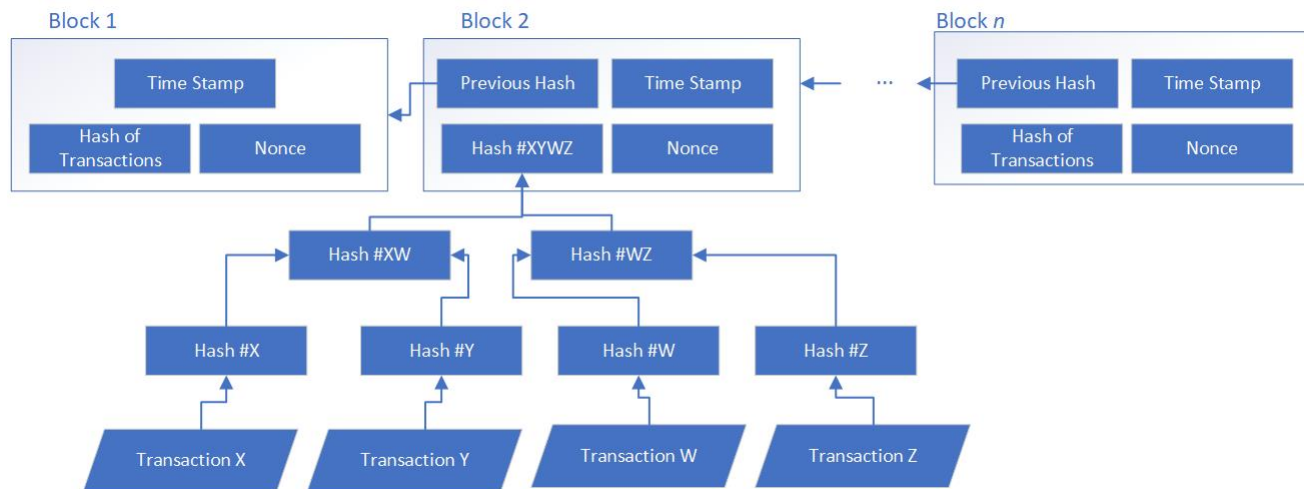 Block 1
Block 2
Block n
Time Stamp
Previous Hash
Time Stamp
...
Previous Hash
Time Stamp
Hash of
Transactions
Nonce
Hash #XYWZ
Nonce
Hash of
Transactions
Nonce
Hash #XW
Hash #WZ
Hash #X
Hash #Y
Hash #W
Hash #Z
Transaction X
Transaction Y
Transaction W
Transaction Z